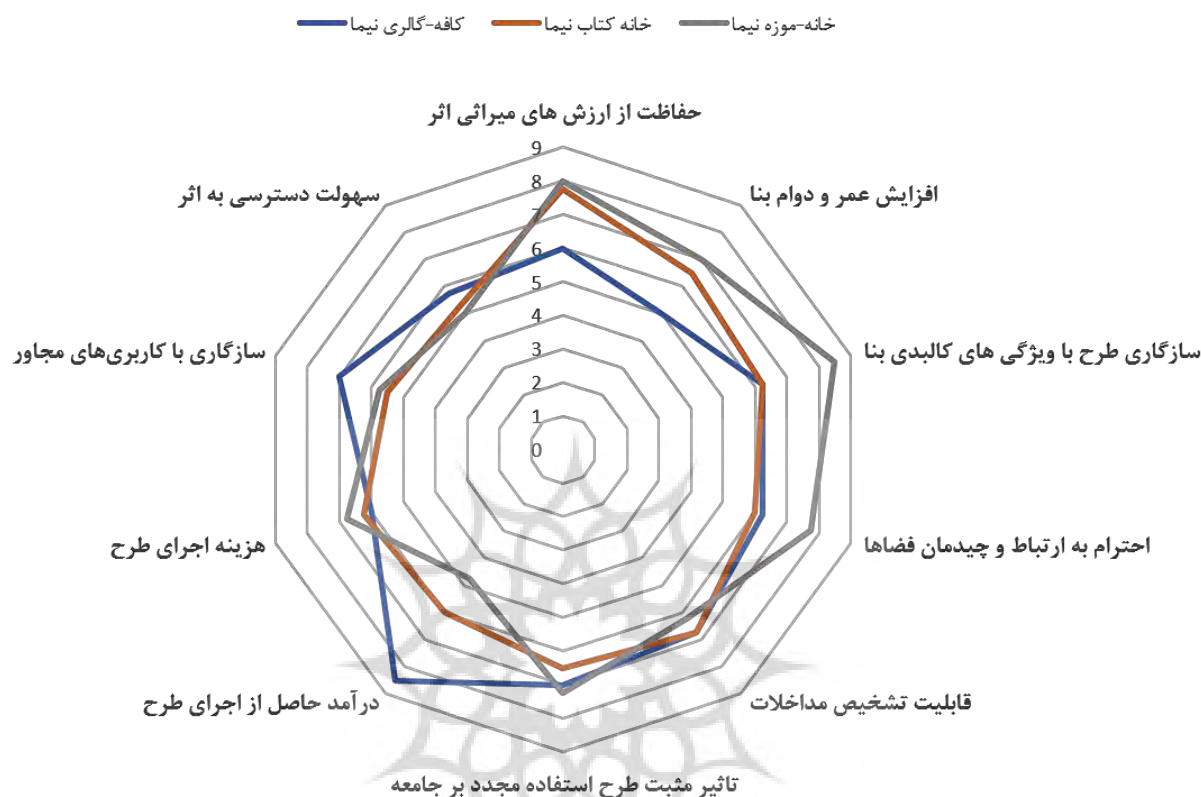 خانه-موزه نیما
خانه کتاب نیما
کافه-گالری نیما
حفاظت از ارزش های میراثی اثر
افزایش عمر و دوام بنا
سازگاری طرح با ویژگی های کالبدی بنا
احترام به ارتباط و چیدمان فضاها
قابلیت تشخیص مداخلات
تاثیر مثبت طرح استفاده مجدد بر جامعه
درآمد حاصل از اجرای طرح
هزینه اجرای طرح
سازگاری با کاربری‌های مجاور
سهولت دسترسی به اثر
9
8
7
6
5
4
3
2
1
0